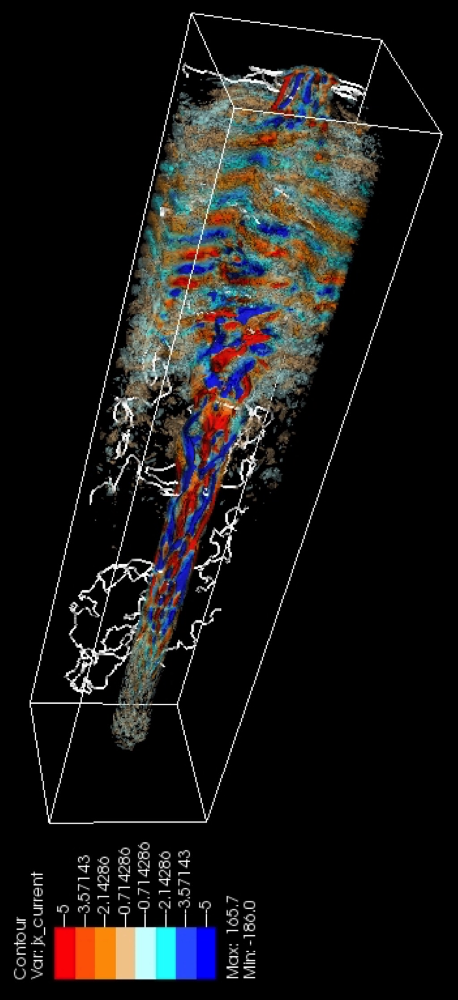 Contour
Var: jx_current
5
3.57143
2.14286
0.714286
-0.714286
-2.14286
-3.57143
-5
Max: 165.7
Min: -186.0